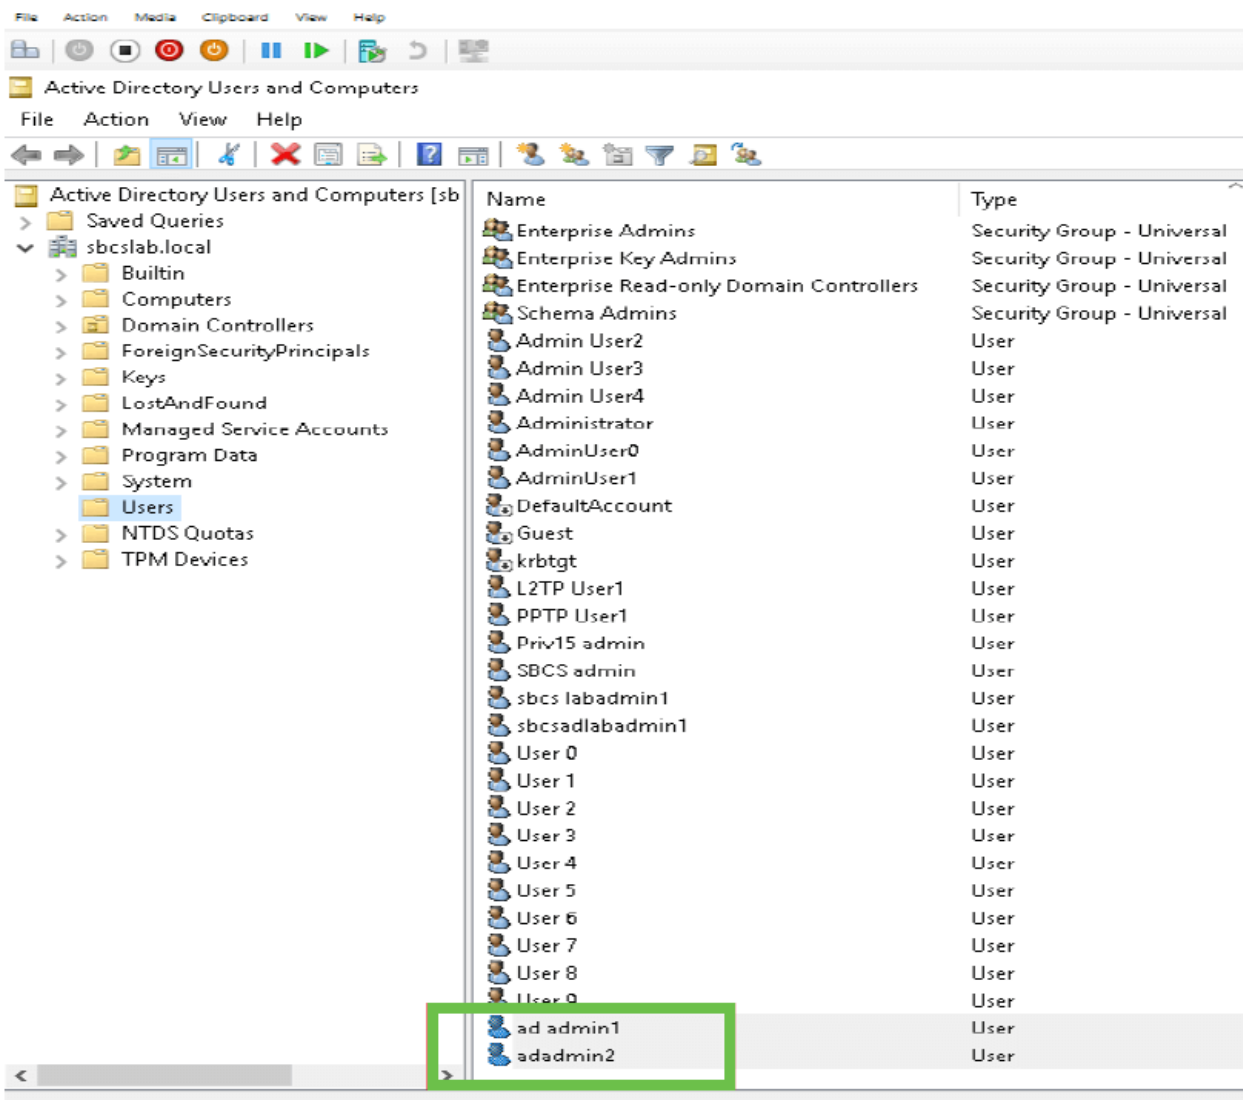 File Action Media Clipboard View Help
Active Directory Users and Computers
File Action View Help
Active Directory Users and Computers [sb
Saved Queries
sbcslab.local
Builtin
Computers
Domain Controllers
ForeignSecurityPrincipals
Keys
LostAndFound
Managed Service Accounts
Program Data
System
Users
NTDS Quotas
TPM Devices
Name Type
Enterprise Admins Security Group - Universal
Enterprise Key Admins Security Group - Universal
Enterprise Read-only Domain Controllers Security Group - Universal
Schema Admins Security Group - Universal
Admin User2 User
Admin User3 User
Admin User4 User
Administrator User
AdminUser0 User
AdminUser1 User
DefaultAccount User
Guest User
krbtgt User
L2TP User1 User
PPTP User1 User
Priv15 admin User
SBCS admin User
sbcs labadmin1 User
sbcsadlabadmin1 User
User 0 User
User 1 User
User 2 User
User 3 User
User 4 User
User 5 User
User 6 User
User 7 User
User 8 User
User 9 User
ad admin1 User
adadmin2 User